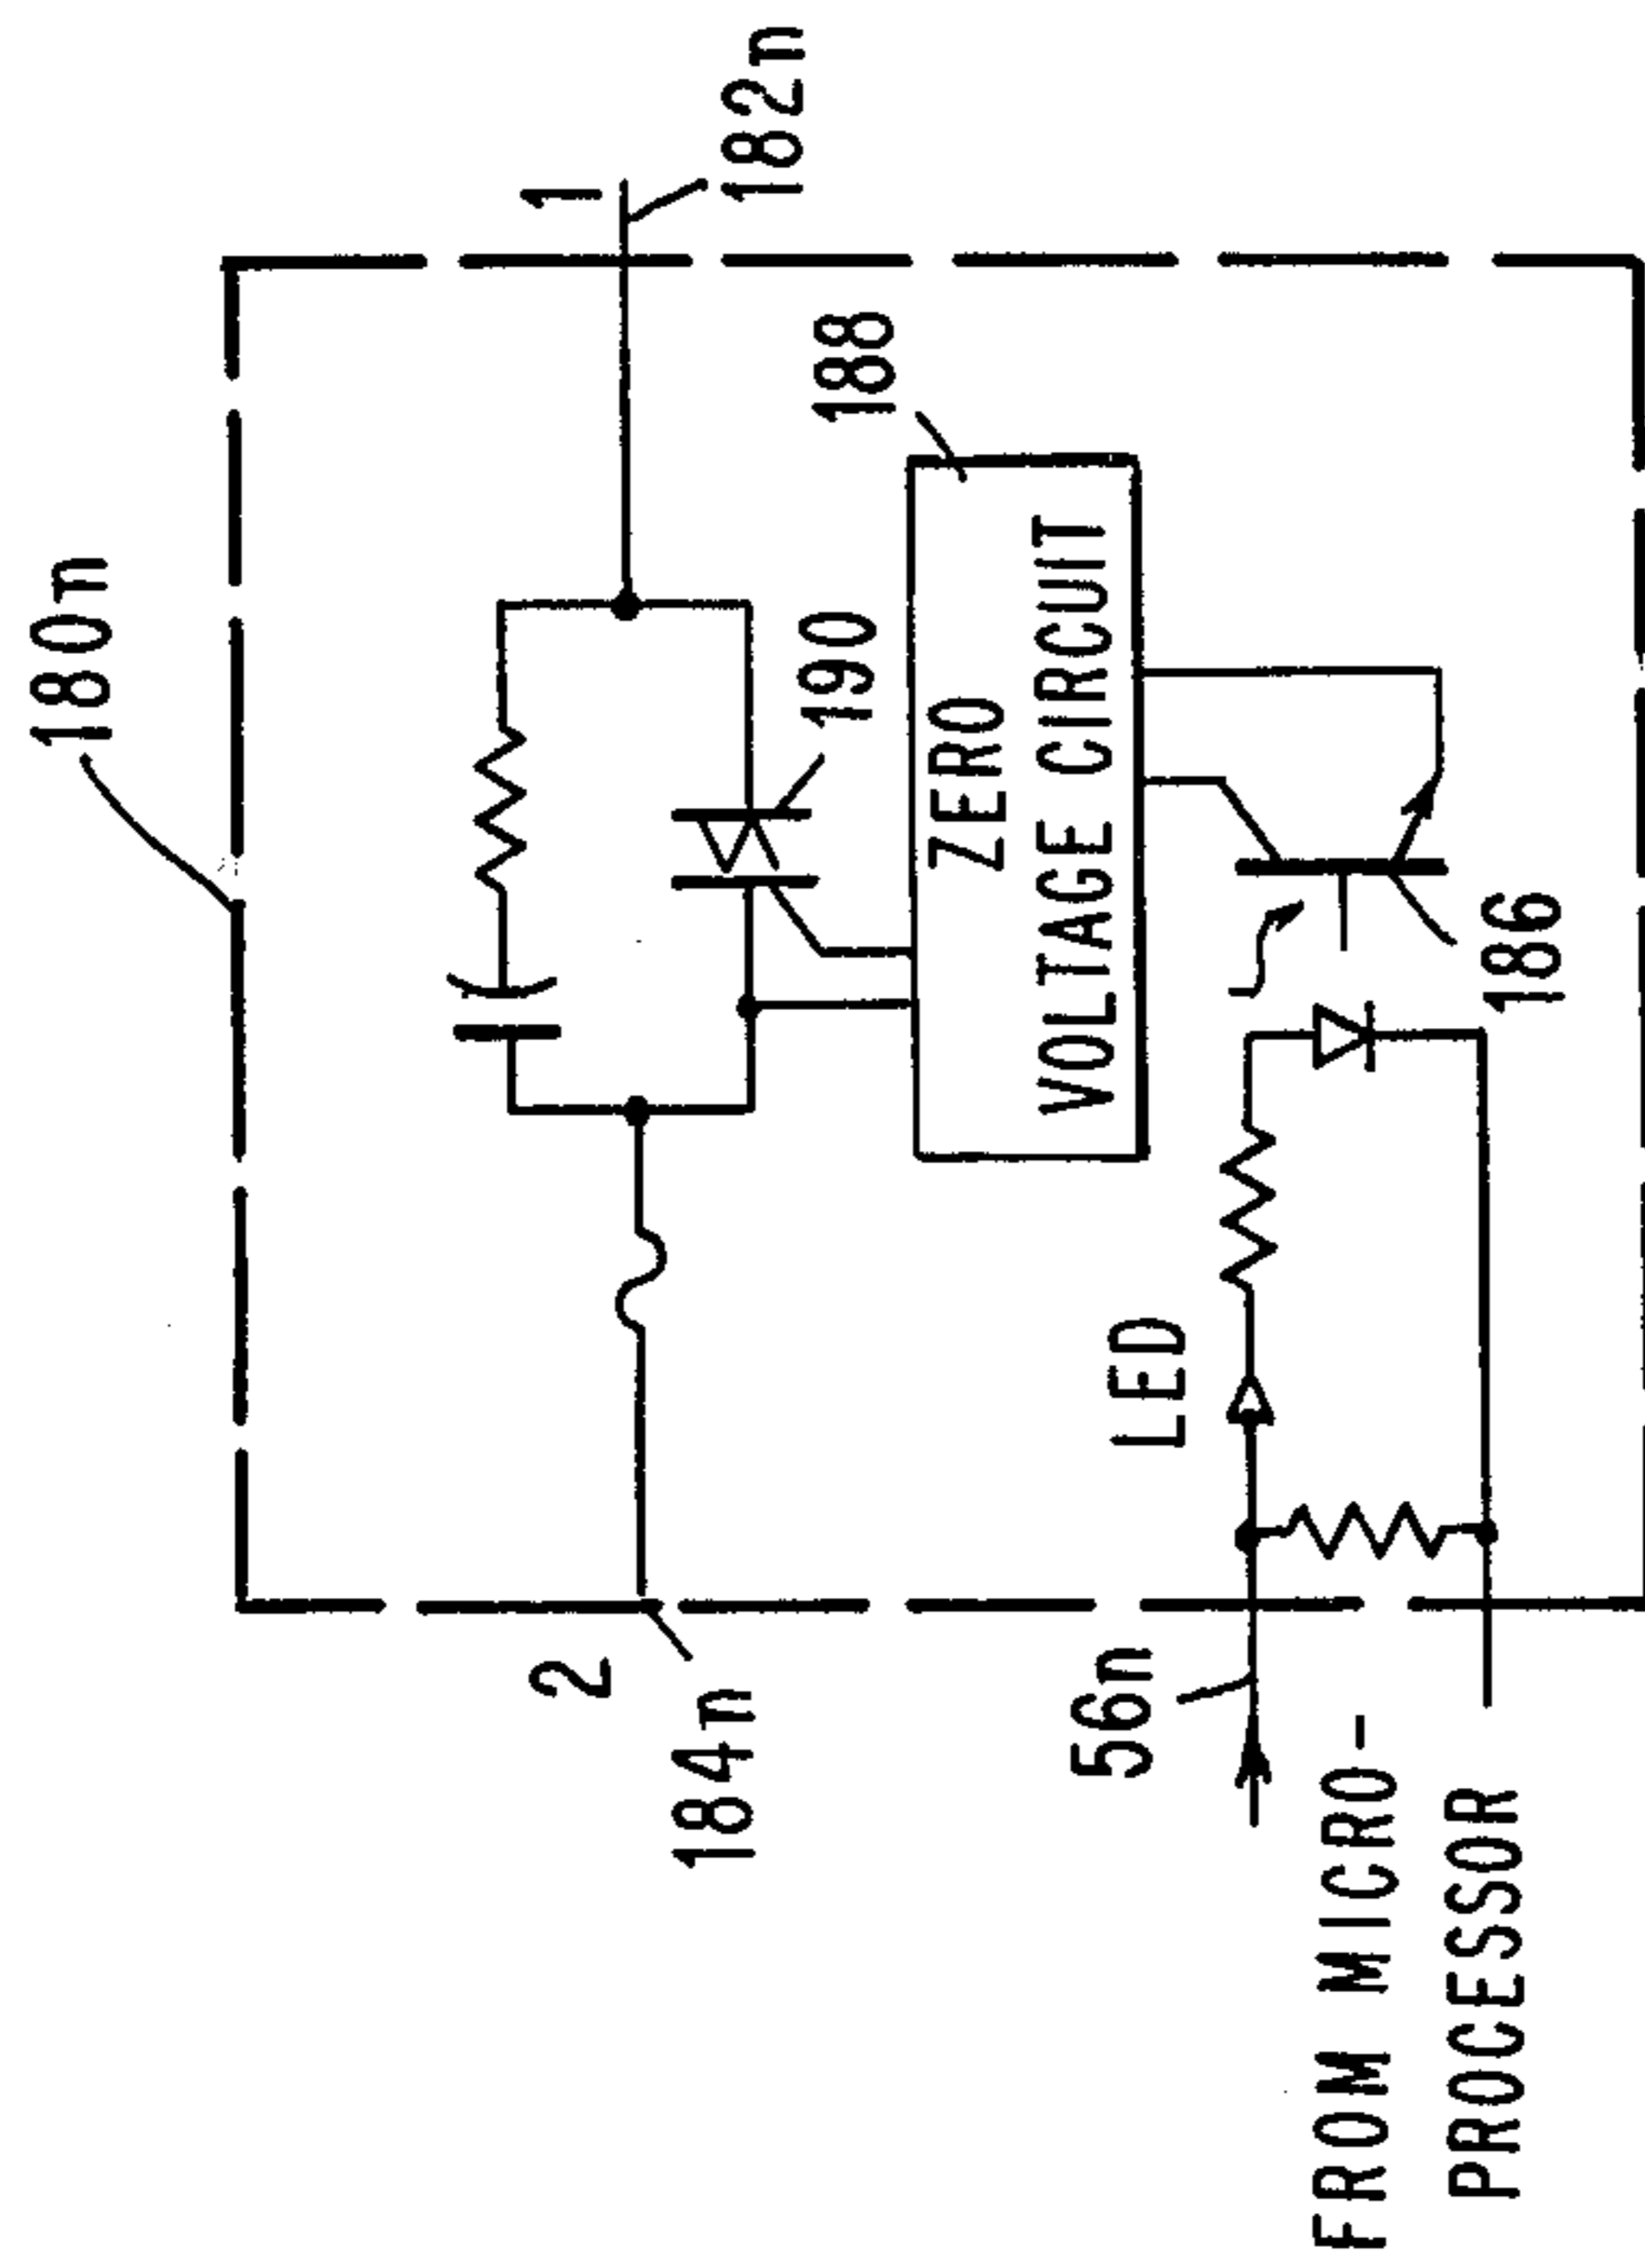 180n
2
1
184n
182n
190
188
ZERO
VOLTAGE CIRCUIT
LED
56n
FROM MICRO-
PROCESSOR
186